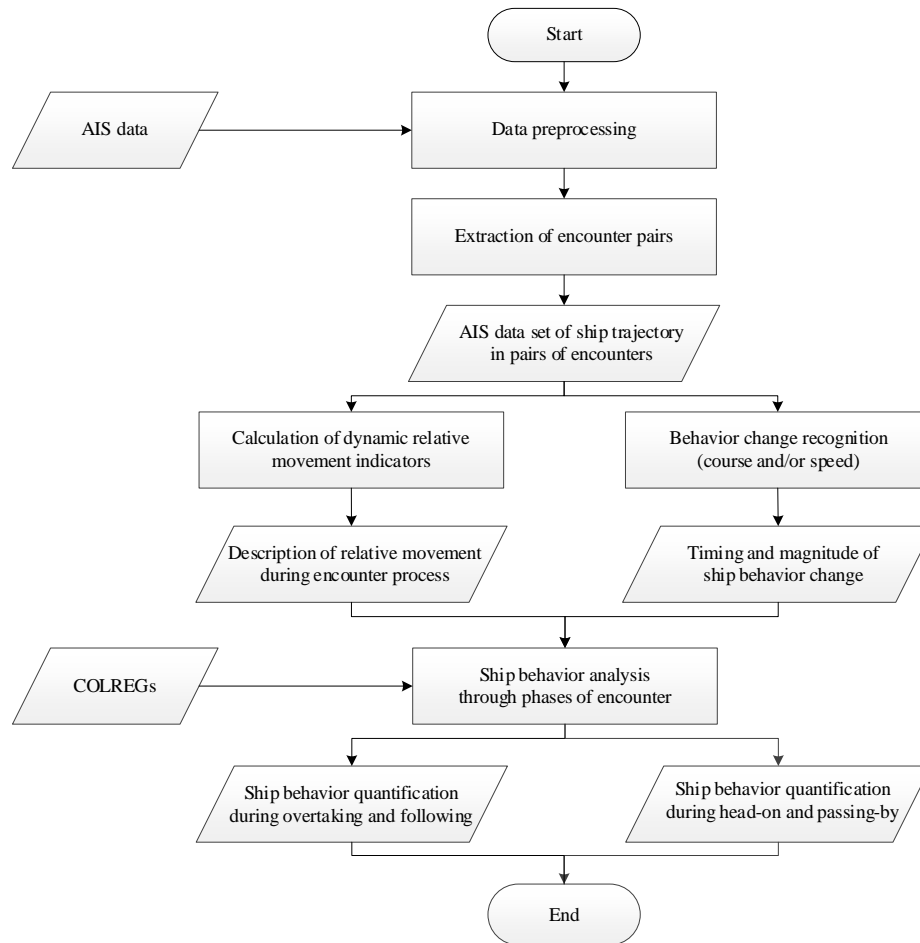 Start
AIS data
Data preprocessing
Extraction of encounter pairs
AIS data set of ship trajectory
in pairs of encounters
Calculation of dynamic relative
movement indicators
Behavior change recognition
(course and/or speed)
Description of relative movement
during encounter process
Timing and magnitude of
ship behavior change
COLREGs
Ship behavior analysis
through phases of encounter
Ship behavior quantification
during overtaking and following
Ship behavior quantification
during head-on and passing-by
End